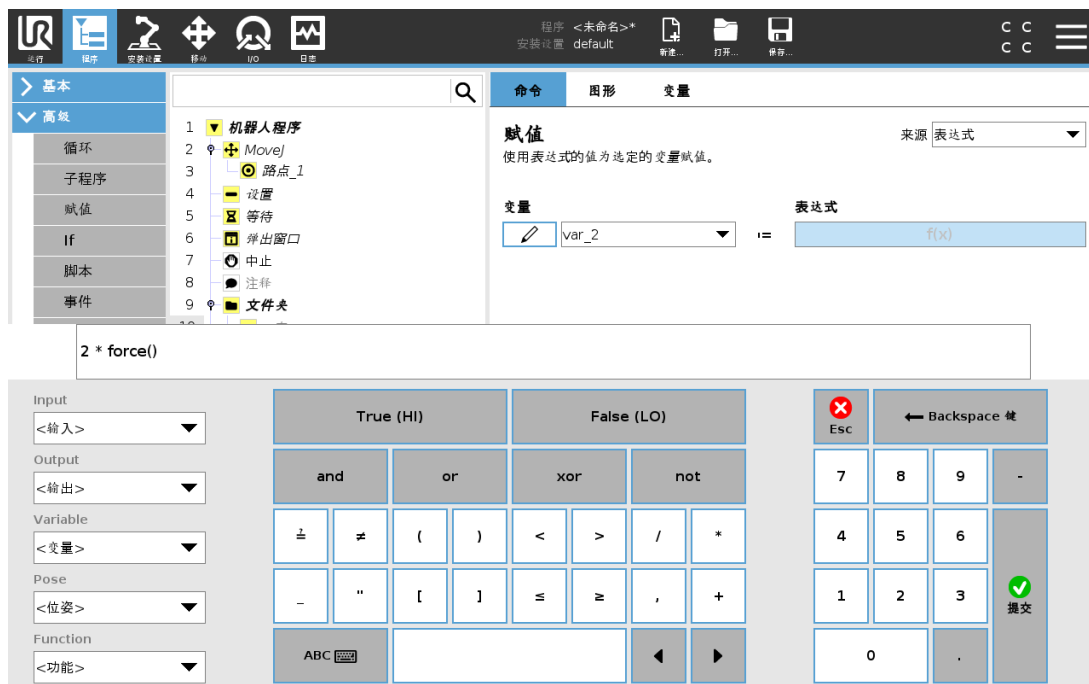 UR
程序 <未命名>*
安装设置 default
运行 程序 安装设置 移动 I/O 日志
新建... 打开... 保存...
C C
C C
基本
高级
循环
子程序
赋值
If
脚本
事件
1 机器人程序
2 MoveJ
3 路点_1
4 设置
5 等待
6 弹出窗口
7 中止
8 注释
9 文件夹
命令 图形 变量
赋值
来源 表达式
使用表达式的值为选定的变量赋值。
变量 表达式
var_2 := f(x)
2 * force()
Input
<输入>
Output
<输出>
Variable
<变量>
Pose
<位姿>
Function
<功能>
True (HI) False (LO)
and or xor not
≟ ≠ ( ) < > / *
_ " [ ] ≤ ≥ , +
ABC
Esc Backspace 键
7 8 9 -
4 5 6
1 2 3 提交
0 .